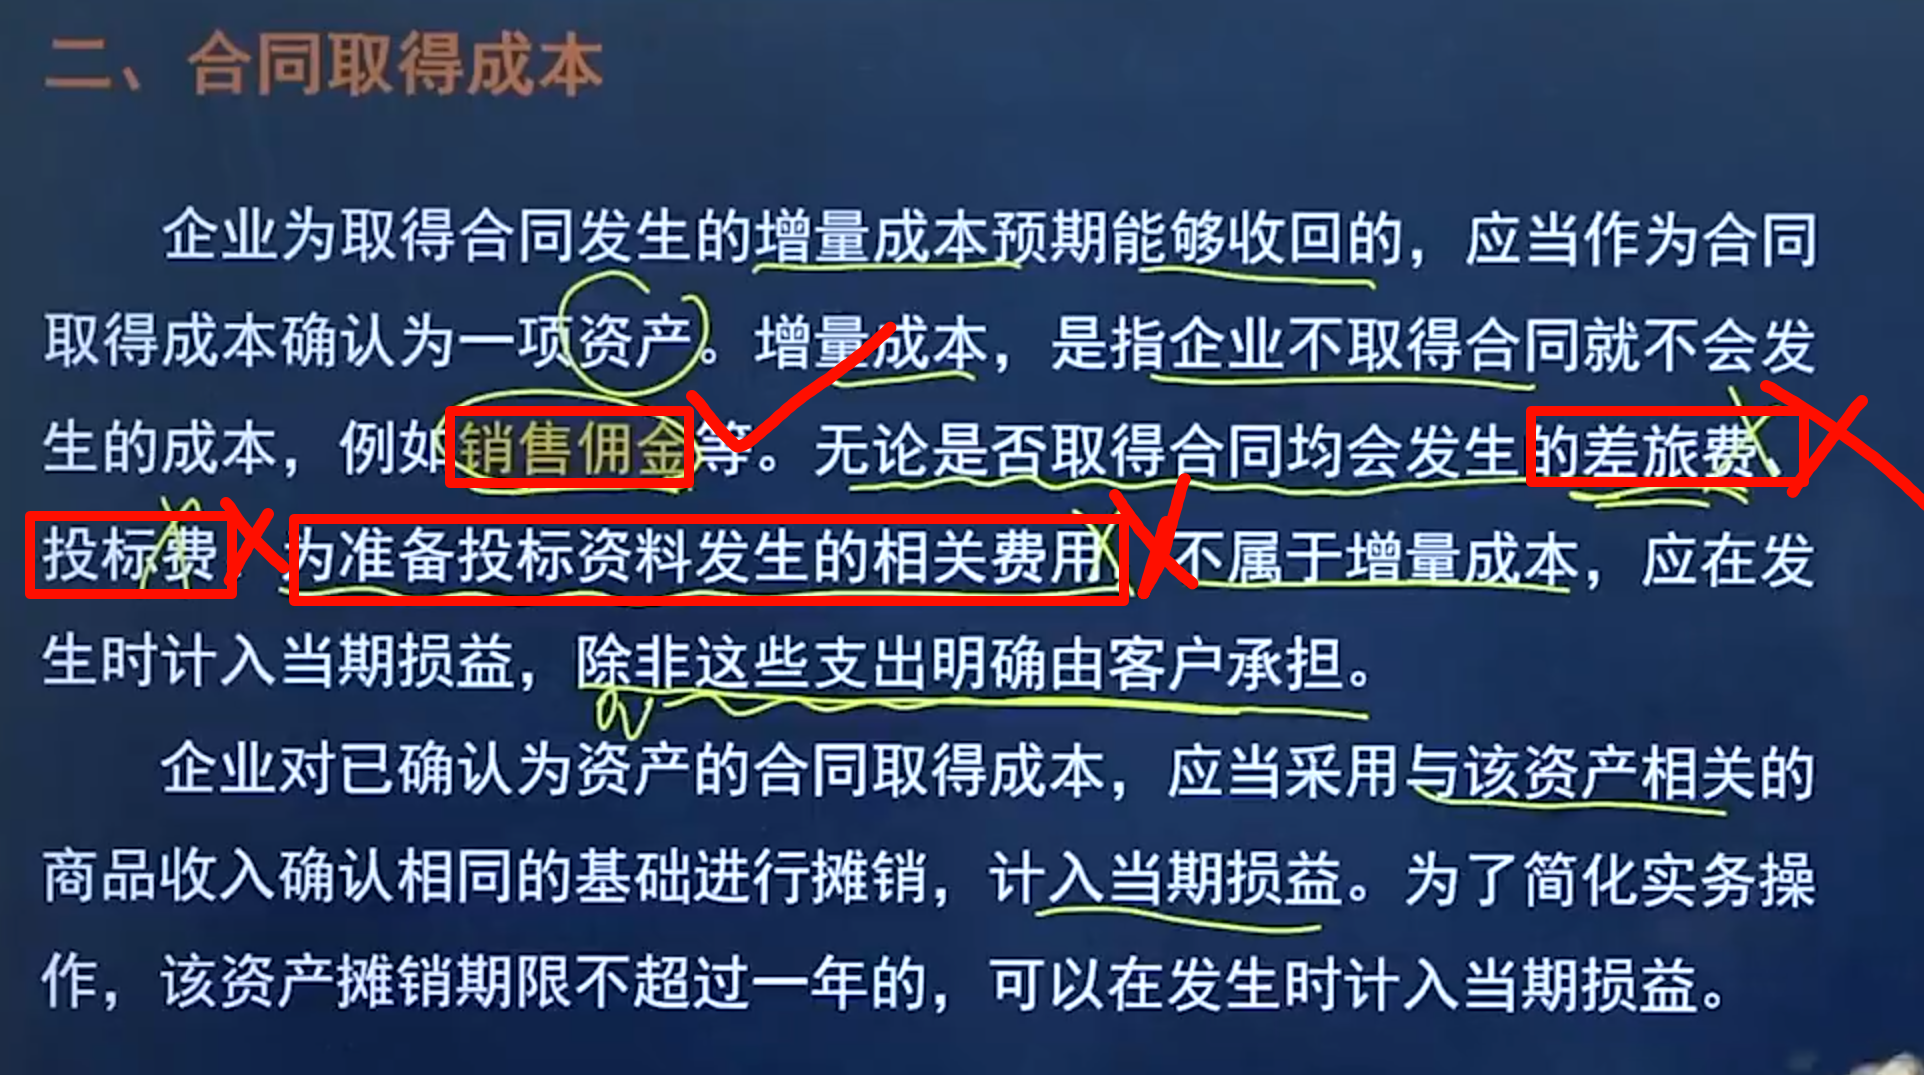 二、合同取得成本
企业为取得合同发生的增量成本预期能够收回的，应当作为合同
取得成本确认为一项资产。增量成本，是指企业不取得合同就不会发
生的成本，例如销售佣金等。无论是否取得合同均会发生的差旅费、
投标费、为准备投标资料发生的相关费用，不属于增量成本，应在发
生时计入当期损益，除非这些支出明确由客户承担。
企业对已确认为资产的合同取得成本，应当采用与该资产相关的
商品收入确认相同的基础进行摊销，计入当期损益。为了简化实务操
作，该资产摊销期限不超过一年的，可以在发生时计入当期损益。